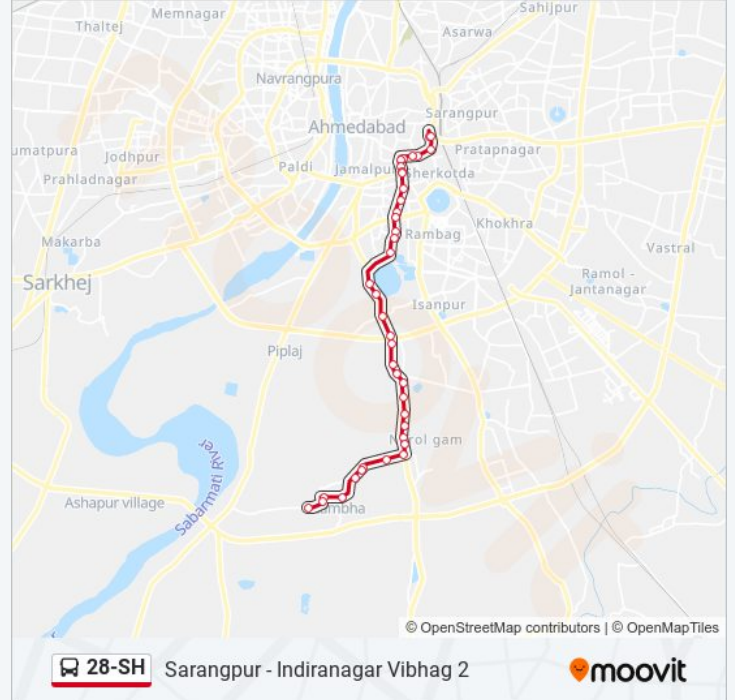 Sahijpur
Memnagar
Thaltej
Asarwa
Navrangpura
Sarangpur
Ahmedabad
umatpura
Jodhpur
Pratapnagar
Paldi
Jamalpur
sherkotda
Prahladnagar
Khokhra
Rambag
Makarba
Vastral
Sarkhej
Ramol -
Jantanagar
Isanpur
Piplaj
rol gam
Sabarmati River
Ashapur village
mbha
© OpenStreetMap contributors | © OpenMapTiles
28-SH Sarangpur - Indiranagar Vibhag 2
moovit